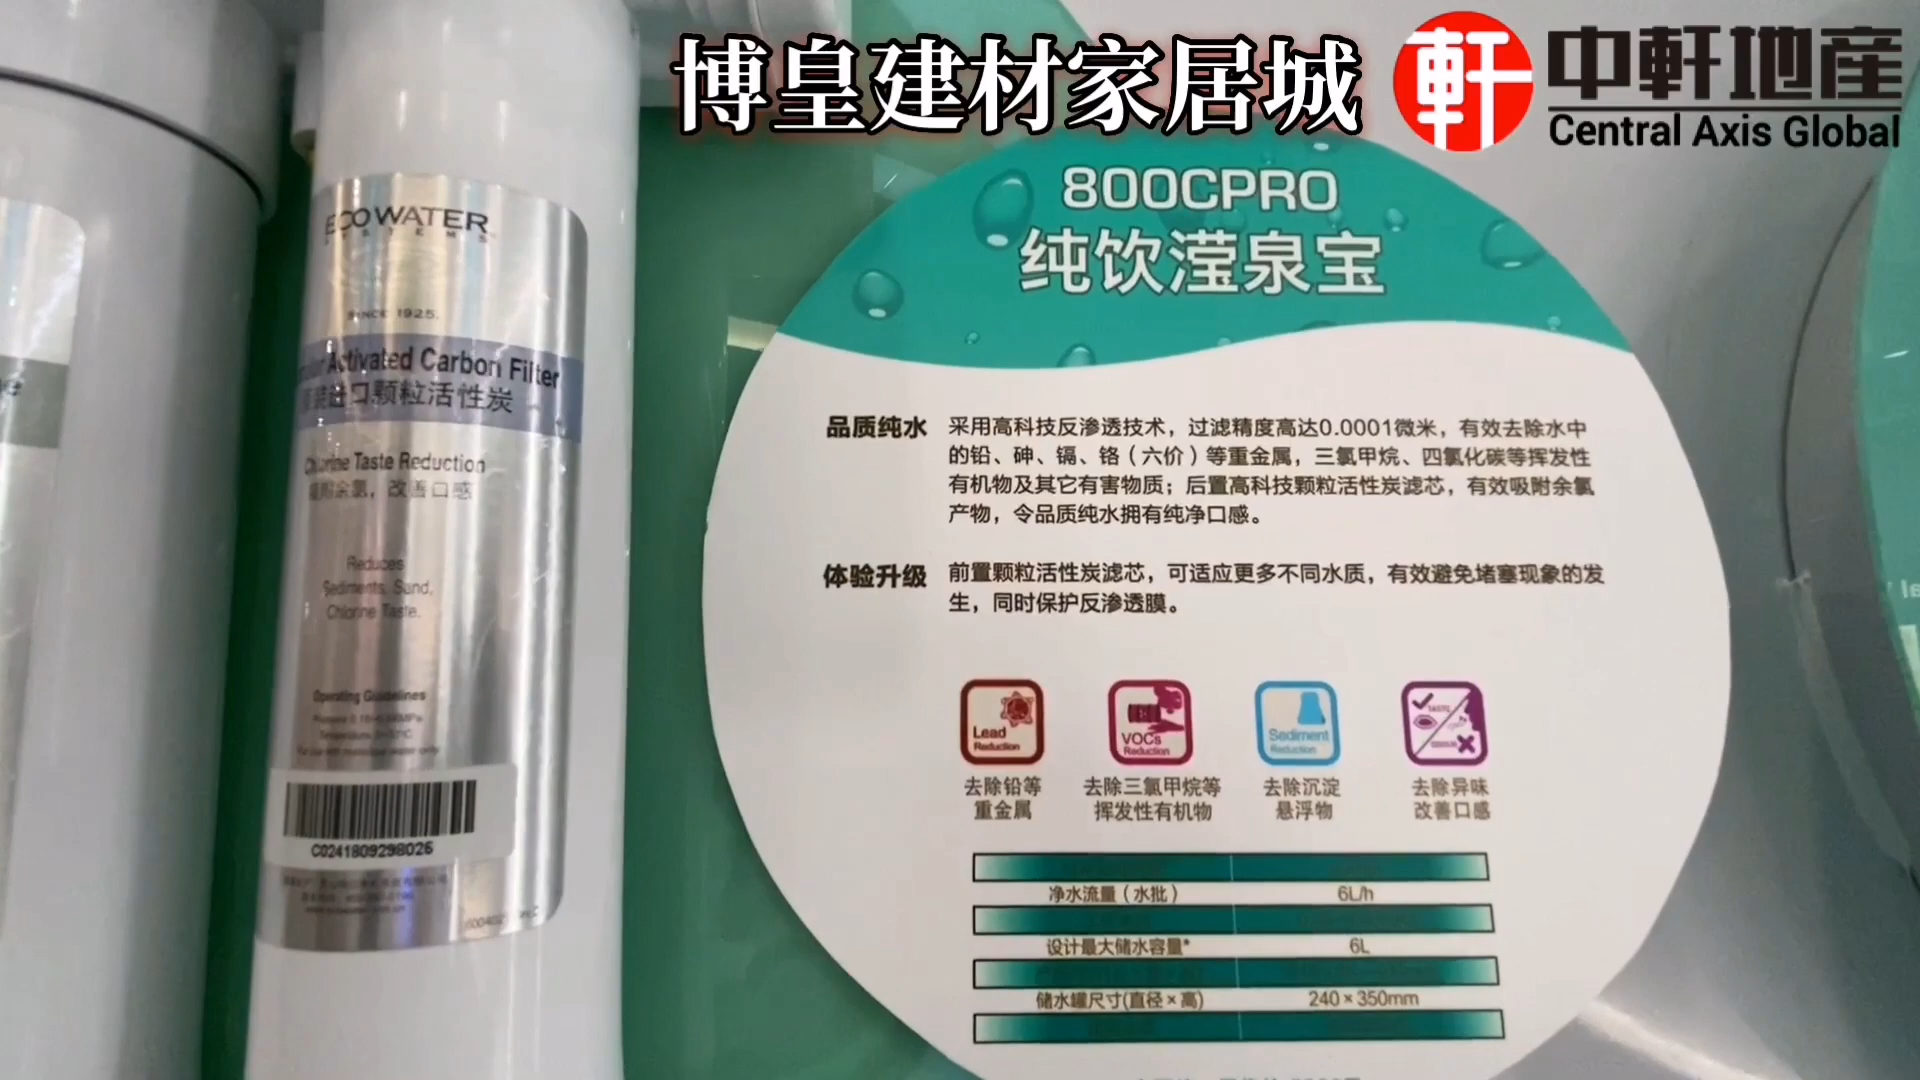 博皇建材家居城
軒
中軒地産
Central Axis Global
ECOWATER
SYSTEMS
SINCE 1925.
Activated Carbon Filter
进口颗粒活性炭
Chlorine Taste Reduction
余氯，改善口感
Reduces
Sediments, Sand,
Chlorine Taste.
Operating Guidelines
C0241809298026
800CPRO
纯饮滢泉宝
品质纯水 采用高科技反渗透技术，过滤精度高达0.0001微米，有效去除水中
的铅、砷、镉、铬（六价）等重金属，三氯甲烷、四氯化碳等挥发性
有机物及其它有害物质；后置高科技颗粒活性炭滤芯，有效吸附余氯
产物，令品质纯水拥有纯净口感。
体验升级 前置颗粒活性炭滤芯，可适应更多不同水质，有效避免堵塞现象的发
生，同时保护反渗透膜。
Lead
Reduction
VOCs
Reduction
Sediment
Reduction
TASTE
ODOUR
去除铅等
重金属
去除三氯甲烷等
挥发性有机物
去除沉淀
悬浮物
去除异味
改善口感
净水流量（水批） 6L/h
设计最大储水容量* 6L
储水罐尺寸(直径×高) 240×350mm